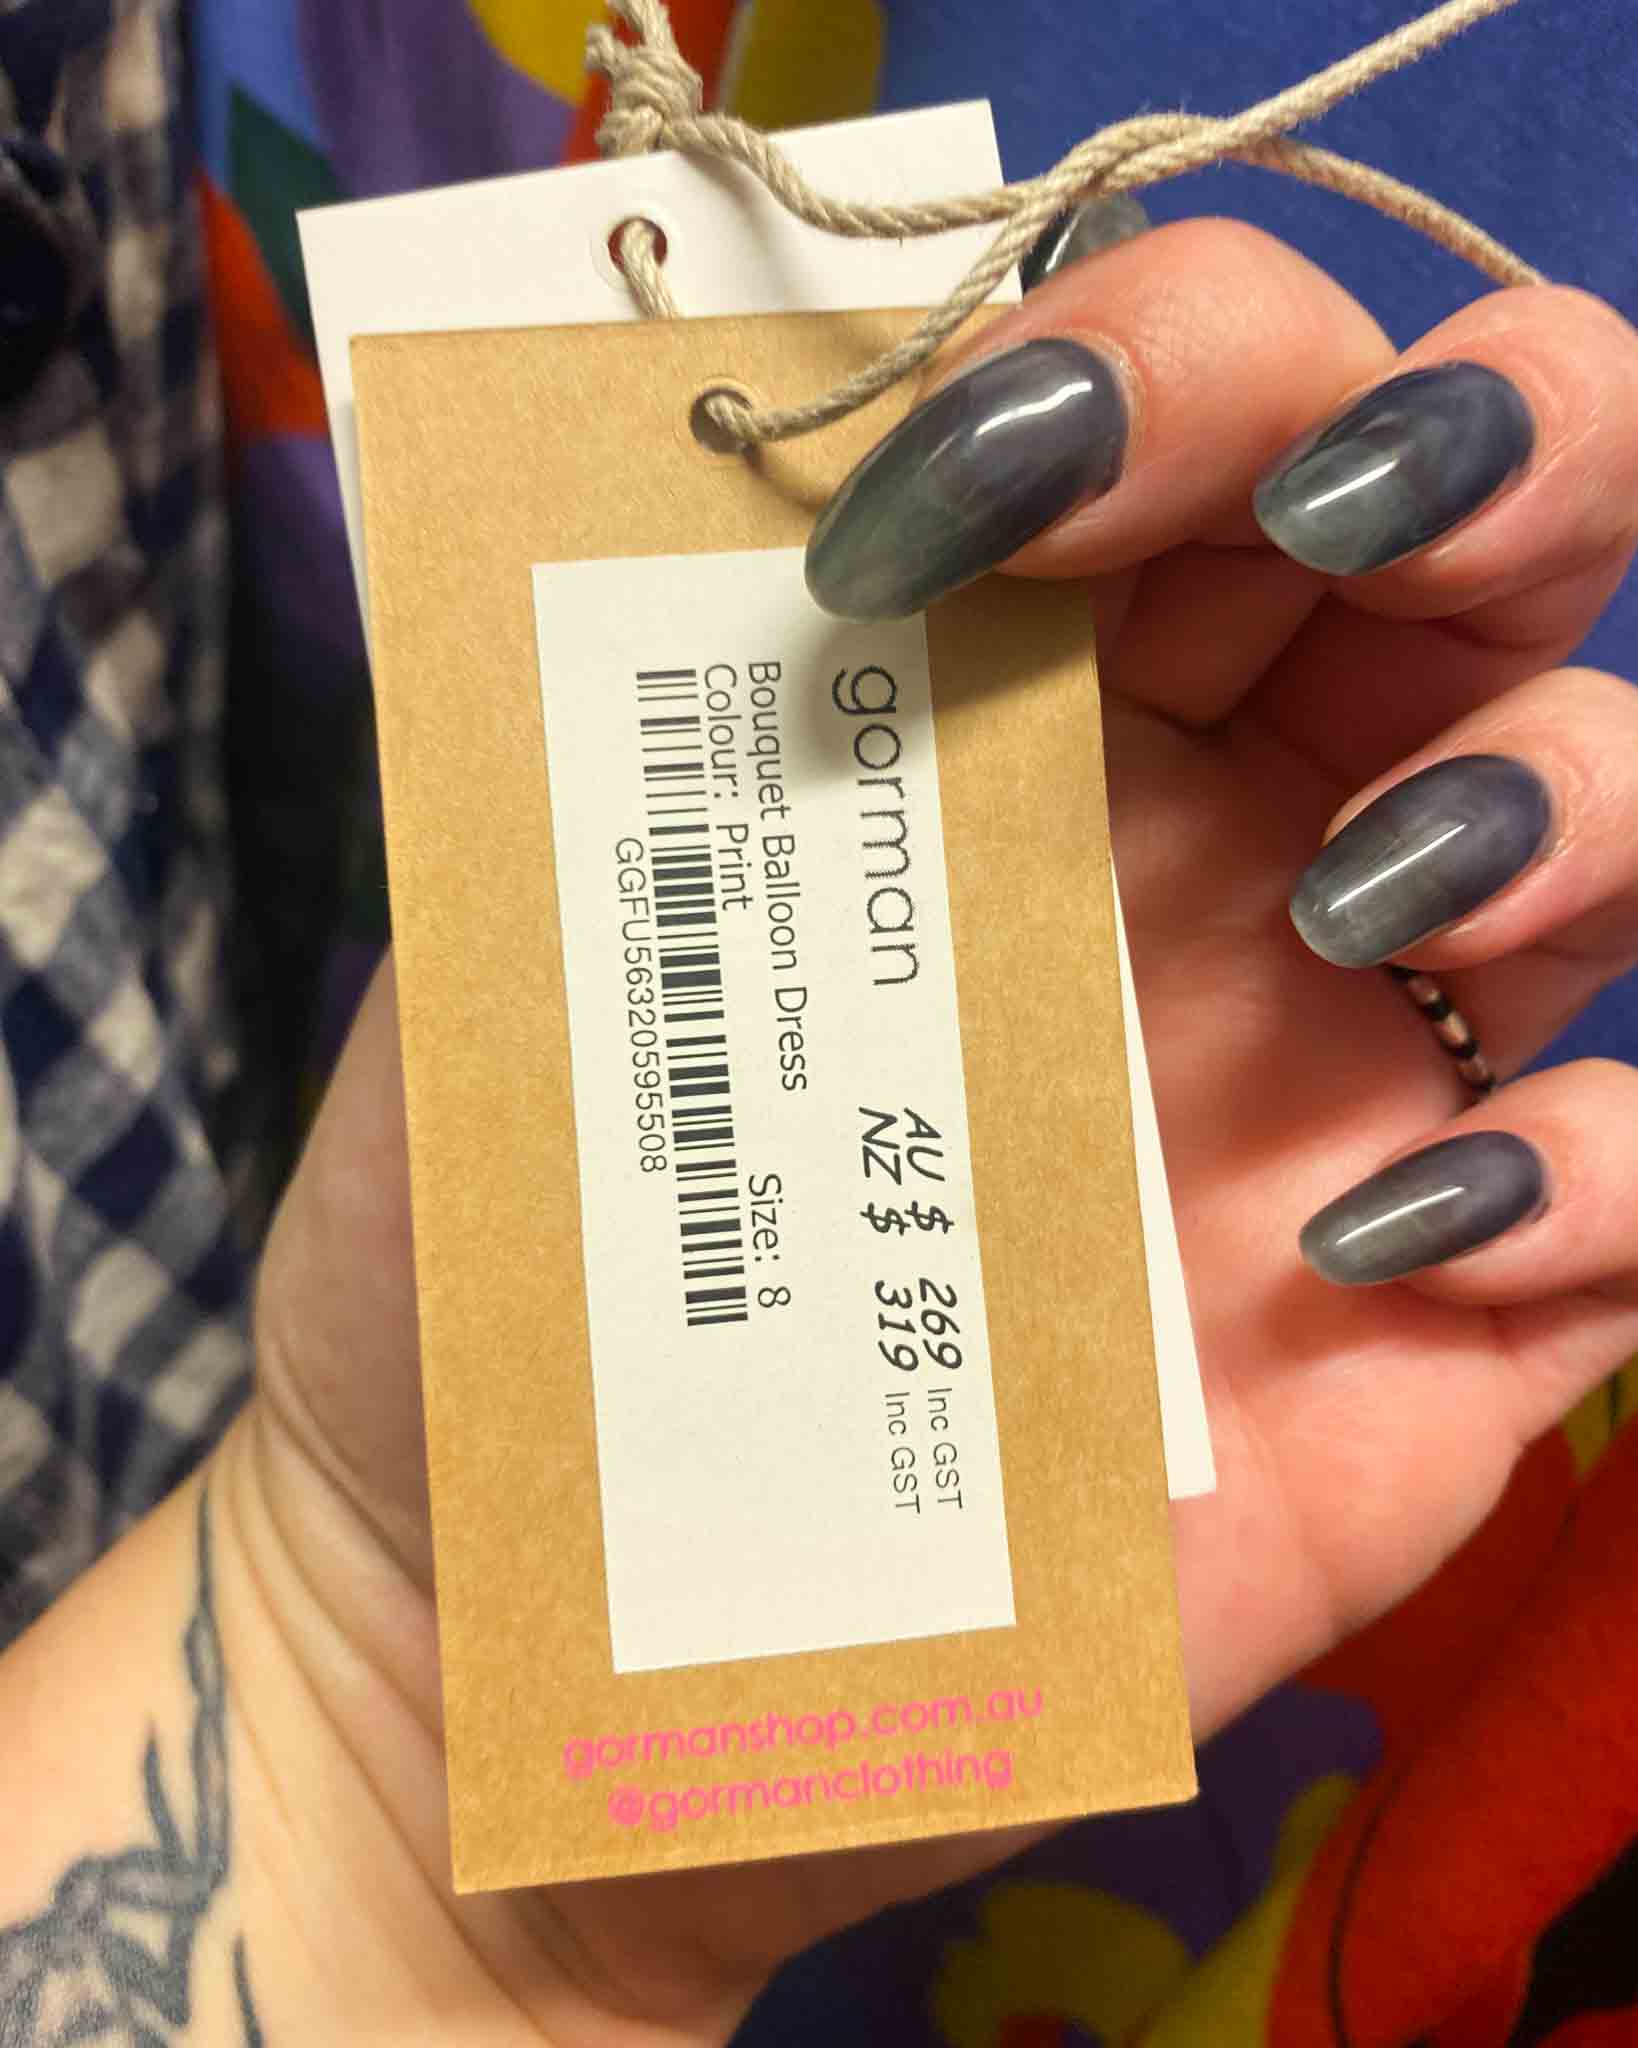 gorman
AU $ 269 Inc GST
NZ $ 319 Inc GST
Bouquet Balloon Dress
Size: 8
Colour: Print
GGFU56320595508
gormanshop.com.au
@gormanclothing